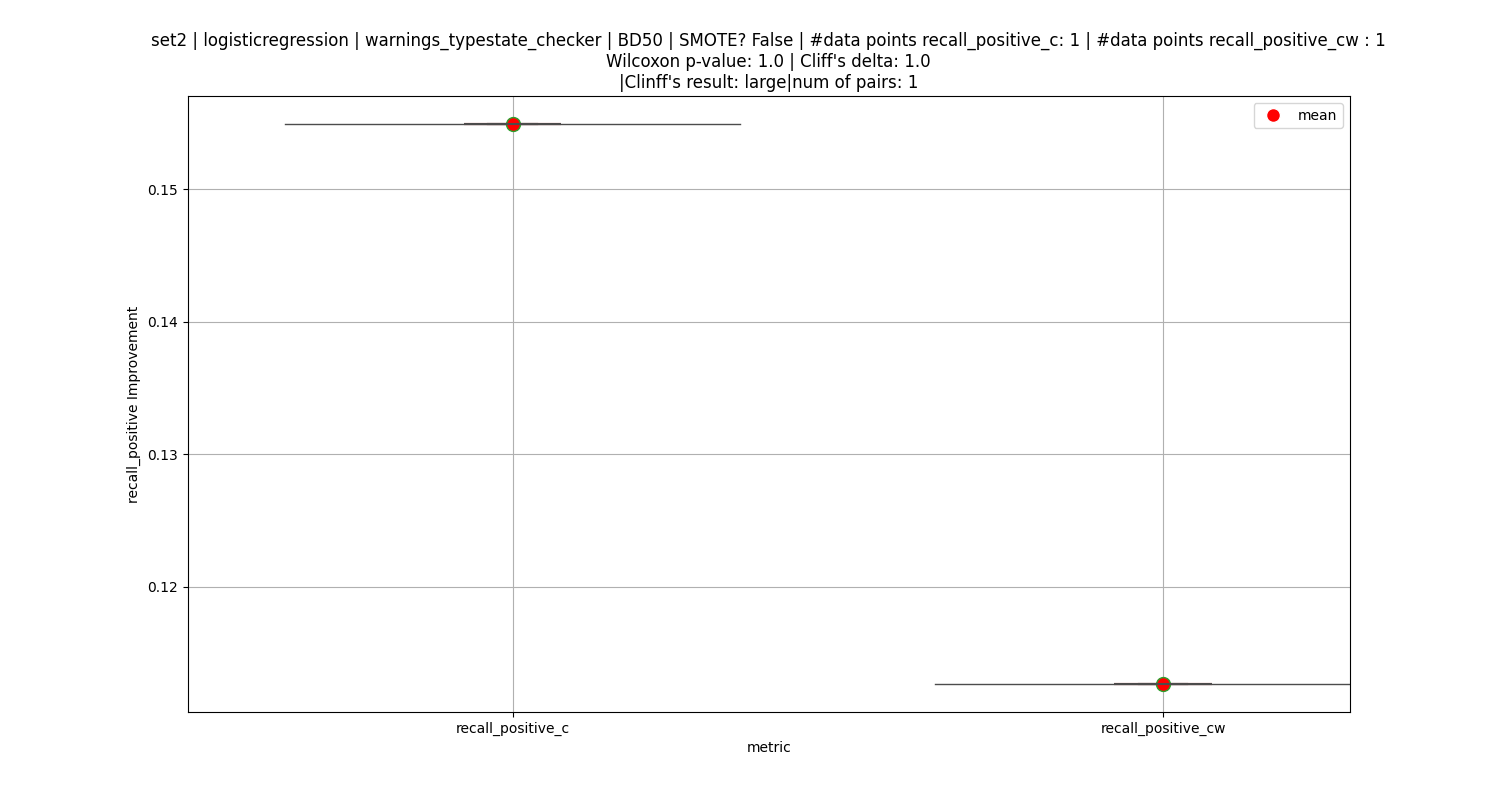 set2 | logisticregression | warnings_typestate_checker | BD50 | SMOTE? False | #data points recall_positive_c: 1 | #data points recall_positive_cw : 1
Wilcoxon p-value: 1.0 | Cliff's delta: 1.0
|Clinff's result: large|num of pairs: 1
mean
0.15
0.14
0.13
0.12
recall_positive Improvement
recall_positive_c
recall_positive_cw
metric